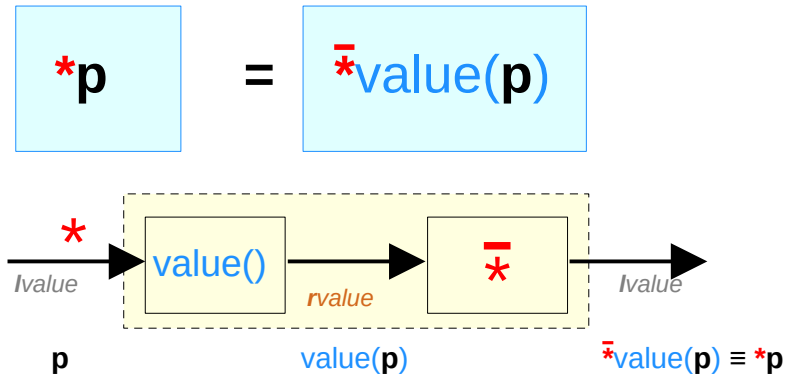 *p = *̅value(p)
*
value() *̅
lvalue rvalue lvalue
p value(p) *̅value(p) ≡ *p